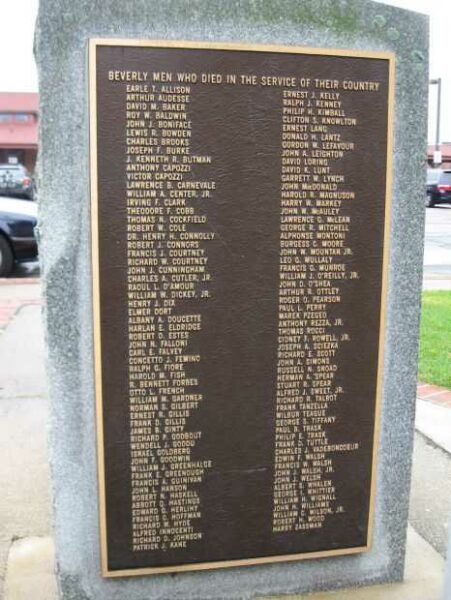 BEVERLY MEN WHO DIED IN THE SERVICE OF THEIR COUNTRY
EARLE T. ALLISON
ARTHUR AUDESSE
DAVID M. BAKER
ROY W. BALDWIN
JOHN J. BONIFACE
LEWIS R. BOWDEN
CHARLES BROOKS
JOSEPH F. BURKE
J. KENNETH R. BUTMAN
ANTHONY CAPOZZI
VICTOR CAPOZZI
LAWRENCE B. CARNEVALE
WILLIAM A. CENTER, JR.
IRVING F. CLARK
THEODORE F. COBB
THOMAS N. COCKFIELD
ROBERT W. COLE
DR. HENRY H. CONNOLLY
ROBERT J. CONNORS
FRANCIS J. COURTNEY
RICHARD W. COURTNEY
JOHN J. CUNNINGHAM
CHARLES A. CUTLER, JR.
RAOUL L. D'AMOUR
WILLIAM W. DICKEY, JR.
HENRY J. DIX
ELMER DORT
ALBANY A. DOUCETTE
HARLAN E. ELDRIDGE
ROBERT D. ESTES
JOHN N. FALLONI
CARL E. FALVEY
CONCETTO J. FEMINO
RALPH G. FIORE
HAROLD M. FISH
R. BENNETT FORBES
OTTO L. FRENCH
WILLIAM M. GARDNER
NORMAN S. GILBERT
ERNEST R. GILLIS
FRANK D. GILLIS
JAMES R. GINTY
RICHARD P. GODBOUT
WENDELL J. GOODU
ISRAEL GOLDBERG
JOHN F. GOODWIN
WILLIAM J. GREENHALGE
FRANK E. GREENOUGH
FRANCIS A. GUINIVAN
JOHN L. HANSON
ROBERT N. HASKELL
ABBOTT O. HASTINGS
EDWARD G. HERLIHY
FRANCIS D. HOFFMAN
RICHARD W. HYDE
ALFRED INNOCENTI
RICHARD D. JOHNSON
PATRICK J. KANE
ERNEST J. KELLY
RALPH J. KENNEY
PHILIP H. KIMBALL
CLIFTON S. KNOWLTON
ERNEST LANG
DONALD H. LANTZ
GORDON W. LEFAVOUR
JOHN A. LEIGHTON
DAVID LORING
DAVID K. LUNT
GARRETT W. LYNCH
JOHN McDONALD
HAROLD R. MAGNUSON
HARRY W. MARKEY
JOHN W. McAULEY
LAWRENCE G. McLEAN
GEORGE R. MITCHELL
ALPHONSE MONTONI
BURGESS C. MOORE
JOHN W. MOUNTAN, JR.
LEO G. MULLALY
FRANCIS G. MUNROE
WILLIAM J. O'REILLY, JR.
JOHN D. O'SHEA
ARTHUR R. OTTLEY
ROGER O. PEARSON
PAUL L. PERRY
MAREK PZEGEO
ANTHONY REZZA, JR.
THOMAS ROCCI
SIDNEY F. ROWELL, JR.
JOSEPH A. SCIEZKA
RICHARD E. SCOTT
JOHN A. SIMONS
RUSSELL N. SNOAD
HERMAN A. SPEAR
STUART R. SPEAR
ALFRED J. SWEET, JR.
RICHARD R. TALBOT
FRANK TANZELLA
WILBUR TEAGUE
GEORGE S. TIFFANY
PAUL B. TRASK
PHILIP E. TRASK
FRANK D. TUTTLE
CHARLES J. VADEBONCOEUR
EDWIN F. WALSH
FRANCIS W. WALSH
JOHN J. WALSH, JR.
JOHN J. WELSH
ALBERT S. WHALEN
GEORGE L. WHITTIER
WILLIAM H. WIGNALL
JOHN H. WILLIAMS
WILLIAM C. WILSON, JR.
ROBERT H. WOOD
HARRY ZASSMAN